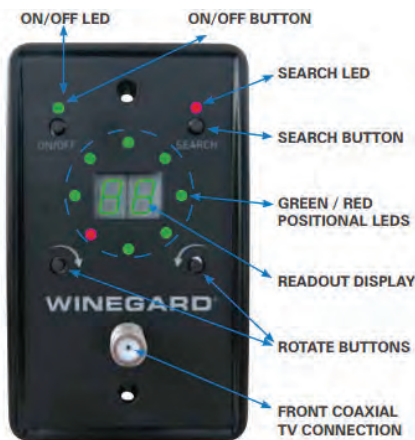 ON/OFF LED
ON/OFF BUTTON
SEARCH LED
ON/OFF
SEARCH
SEARCH BUTTON
GREEN / RED
POSITIONAL LEDS
88
READOUT DISPLAY
WINEGARD
ROTATE BUTTONS
FRONT COAXIAL
TV CONNECTION